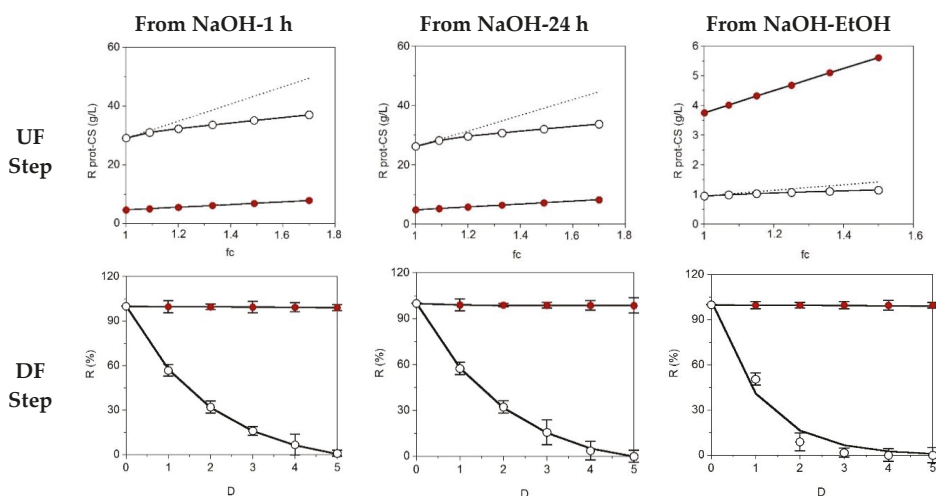 From NaOH-1 h From NaOH-24 h From NaOH-EtOH
UF
Step
R prot-CS (g/L)
60
40
20
0
1 1.2 1.4 1.6 1.8
fc
R prot-CS (g/L)
60
40
20
0
1 1.2 1.4 1.6 1.8
fc
R prot-CS (g/L)
6
5
4
3
2
1
0
1 1.2 1.4 1.6
fc
DF
Step
R (%)
120
90
60
30
0
0 1 2 3 4 5
D
R (%)
120
90
60
30
0
0 1 2 3 4 5
D
R (%)
120
90
60
30
0
0 1 2 3 4 5
D